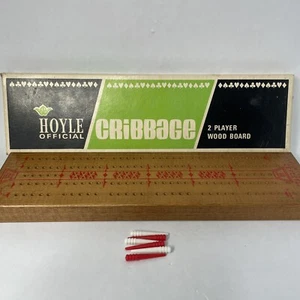 HOYLE
OFFICIAL
CRiBBAGE
2 PLAYER
WOOD BOARD